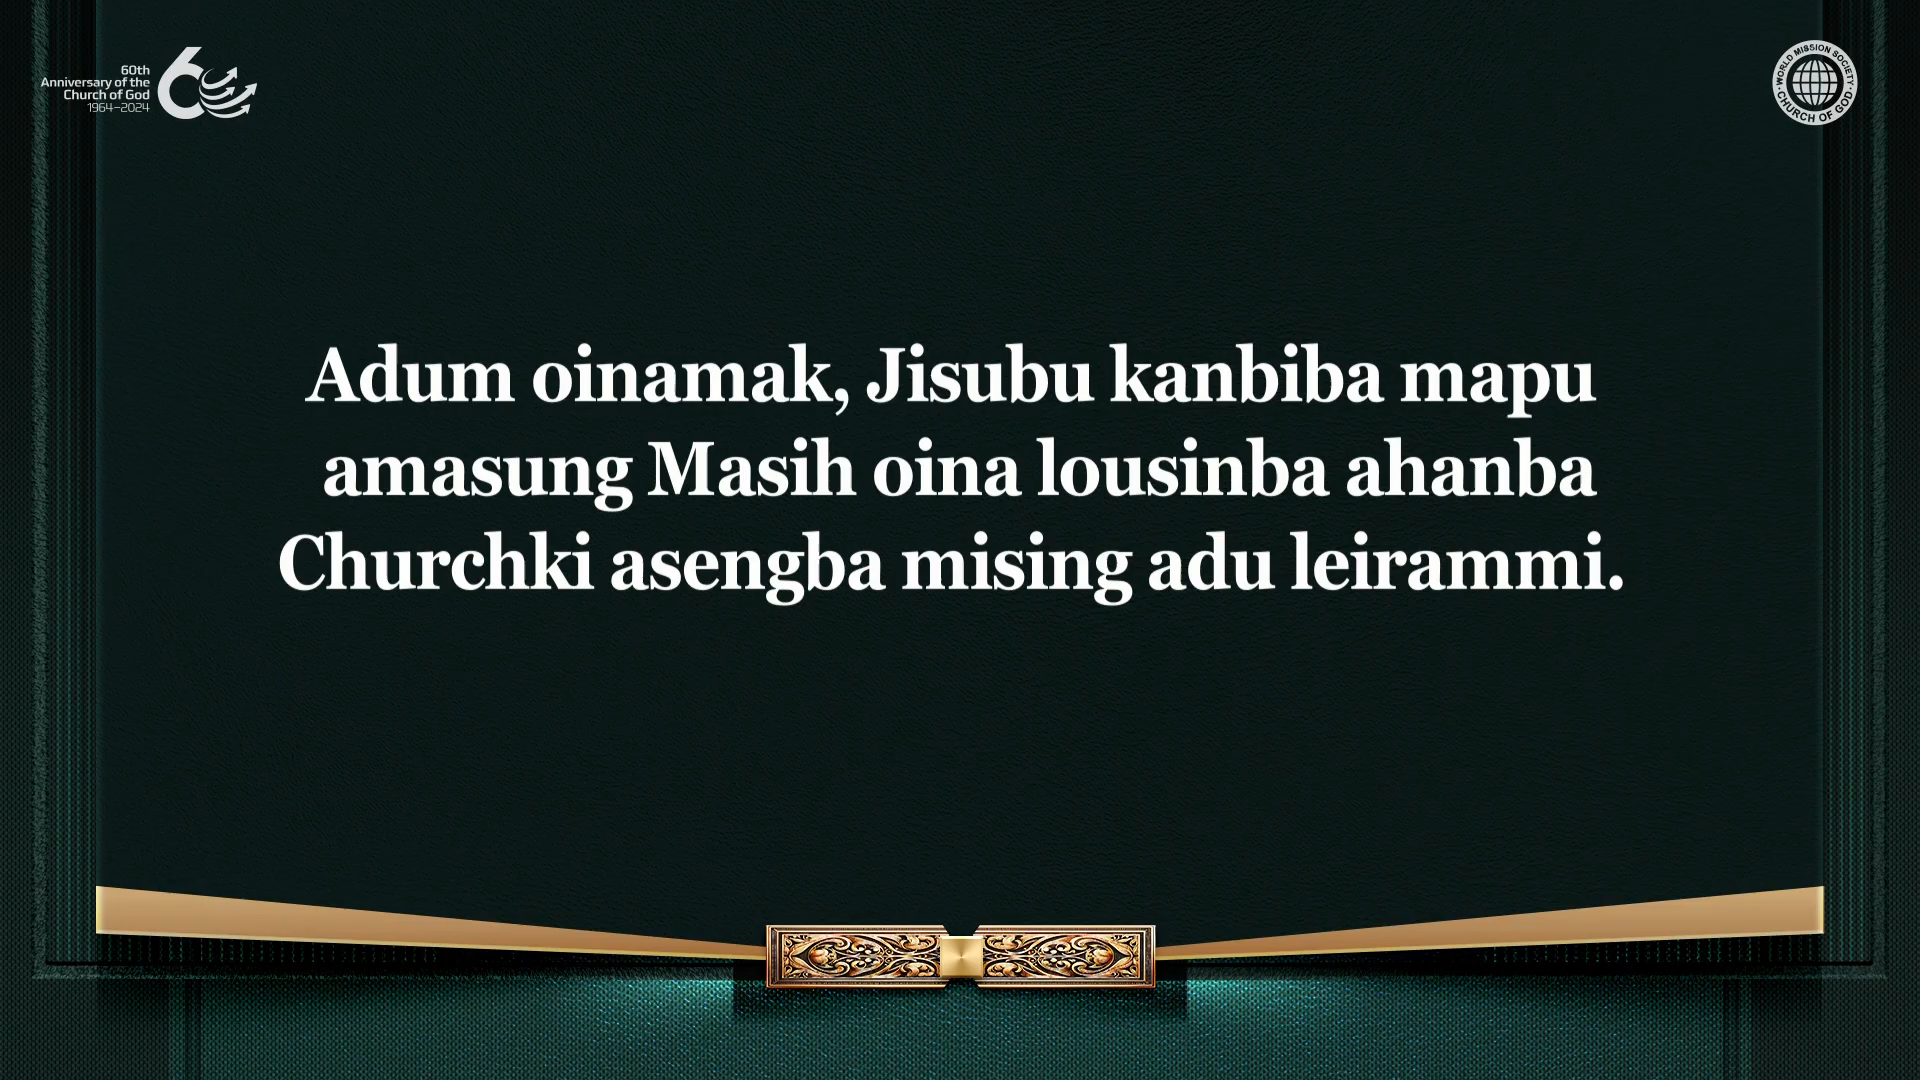 60th
Anniversary of the
Church of God
1964–2024
WORLD MISSION SOCIETY
CHURCH OF GOD
Adum oinamak, Jisubu kanbiba mapu
amasung Masih oina lousinba ahanba
Churchki asengba mising adu leirammi.